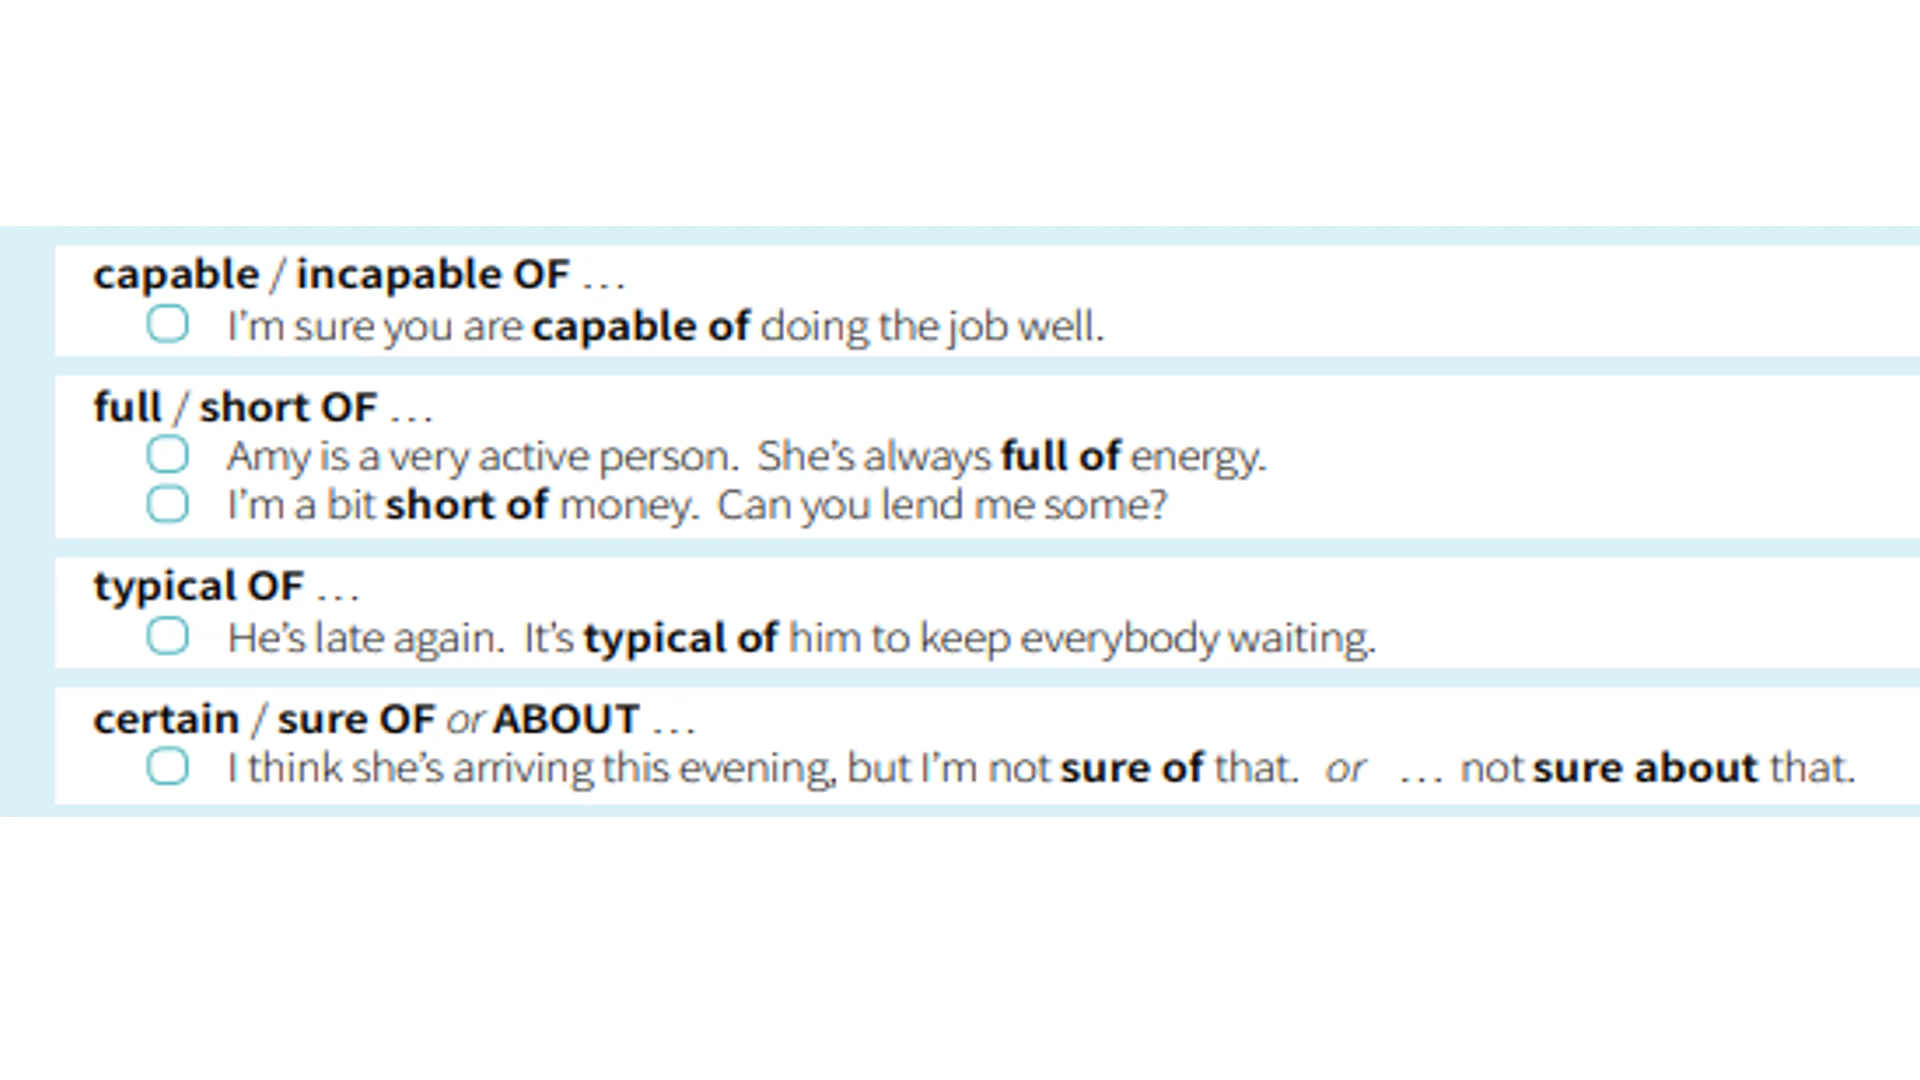 capable / incapable OF …
I’m sure you are capable of doing the job well.
full / short OF …
Amy is a very active person. She’s always full of energy.
I’m a bit short of money. Can you lend me some?
typical OF …
He’s late again. It’s typical of him to keep everybody waiting.
certain / sure OF or ABOUT …
I think she’s arriving this evening, but I’m not sure of that. or … not sure about that.